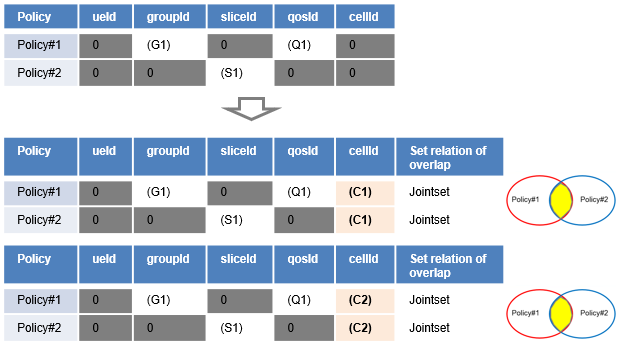 Policy ueId groupId sliceId qosId cellId
Policy#1 0 (G1) 0 (Q1) 0
Policy#2 0 0 (S1) 0 0
Policy ueId groupId sliceId qosId cellId Set relation of
overlap
Policy#1 0 (G1) 0 (Q1) (C1) Jointset
Policy#2 0 0 (S1) 0 (C1) Jointset
Policy#1 Policy#2
Policy ueId groupId sliceId qosId cellId Set relation of
overlap
Policy#1 0 (G1) 0 (Q1) (C2) Jointset
Policy#2 0 0 (S1) 0 (C2) Jointset
Policy#1 Policy#2